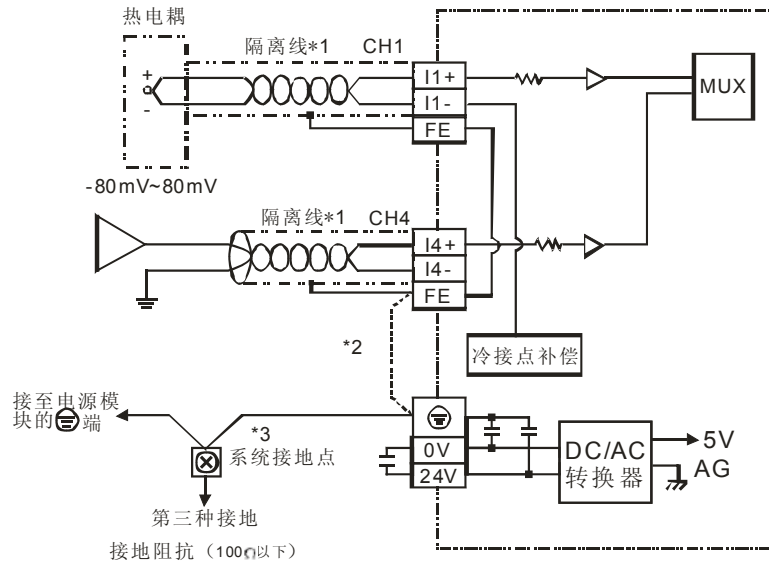 热电耦
隔离线*1 CH1
+
-
I1+
I1-
FE
MUX
-80mV~80mV
隔离线*1 CH4
I4+
I4-
FE
*2
冷接点补偿
接至电源模
块的 端
*3
系统接地点
0V
24V
DC/AC
转换器
5V
AG
第三种接地
接地阻抗（100Ω以下）